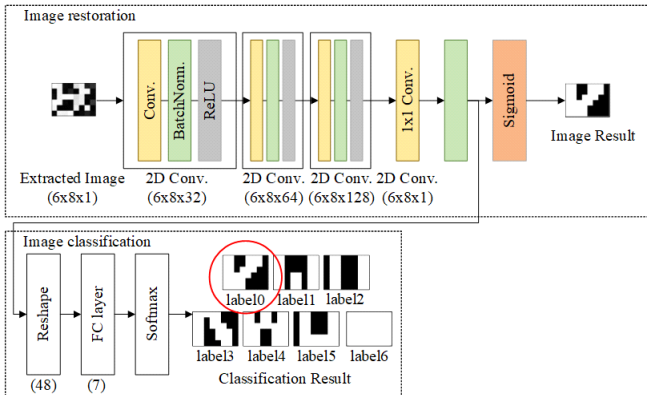 Image restoration
Conv.
BatchNorm.
ReLU
1x1 Conv.
Sigmoid
Image Result
Extracted Image
(6x8x1)
2D Conv.
(6x8x32)
2D Conv.
(6x8x64)
2D Conv.
(6x8x128)
2D Conv.
(6x8x1)
Image classification
Reshape
(48)
FC layer
(7)
Softmax
label0
label1
label2
label3
label4
label5
label6
Classification Result